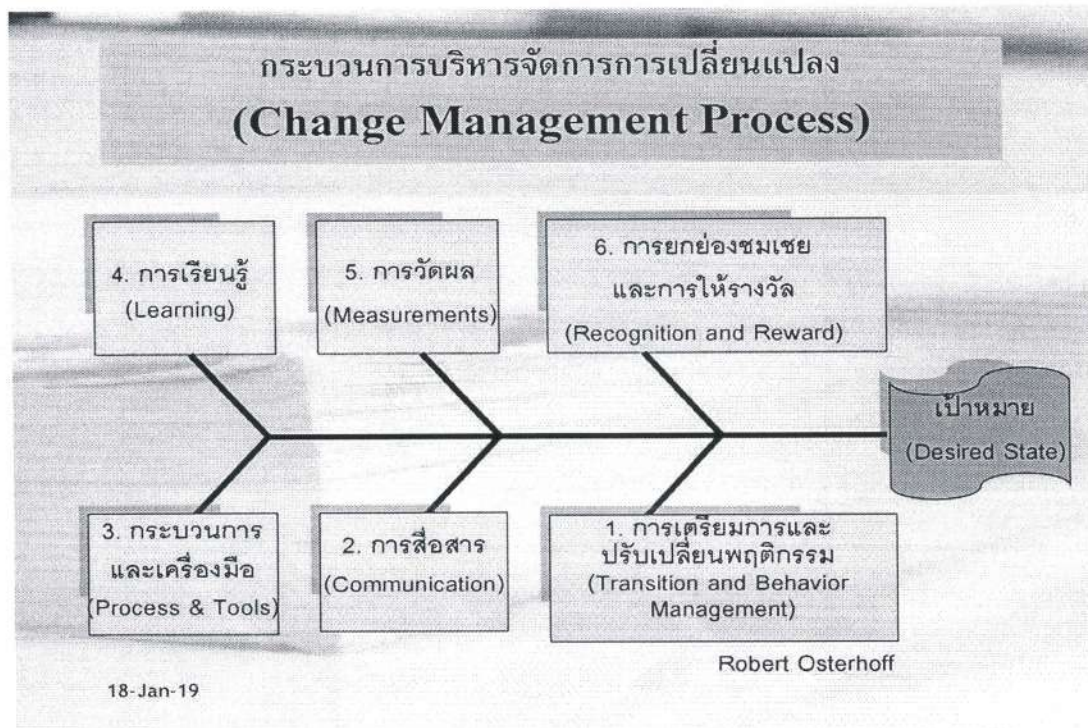 กระบวนการบริหารจัดการการเปลี่ยนแปลง
(Change Management Process)
4. การเรียนรู้
(Learning)
5. การวัดผล
(Measurements)
6. การยกย่องชมเชย
และการให้รางวัล
(Recognition and Reward)
เป้าหมาย
(Desired State)
3. กระบวนการ
และเครื่องมือ
(Process & Tools)
2. การสื่อสาร
(Communication)
1. การเตรียมการและ
ปรับเปลี่ยนพฤติกรรม
(Transition and Behavior
Management)
Robert Osterhoff
18-Jan-19